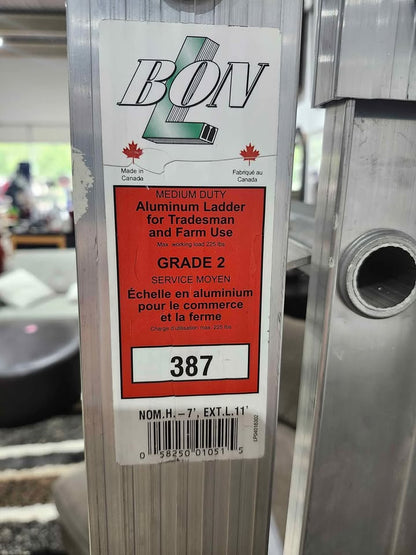 BON
L
Made in
Canada
Fabriqué au
Canada
MEDIUM DUTY
Aluminum Ladder
for Tradesman
and Farm Use
Max. working load 225 lbs.
GRADE 2
SERVICE MOYEN
Échelle en aluminium
pour le commerce
et la ferme
Charge d'utilisation max. 225 lbs.
387
NOM.H.–7', EXT.L.11'
0 58250 01051 5